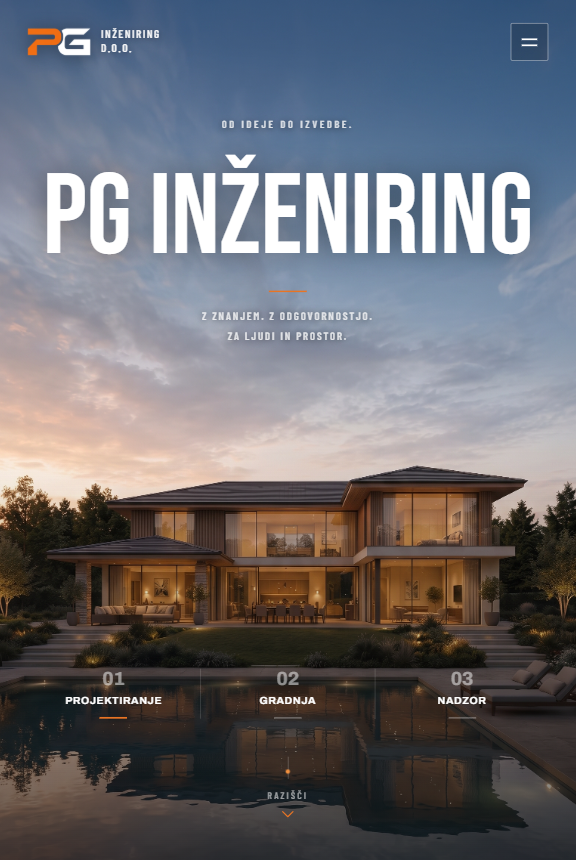 PG INŽENIRING
D.O.O.
OD IDEJE DO IZVEDBE.
PG INŽENIRING
Z ZNANJEM. Z ODGOVORNOSTJO.
ZA LJUDI IN PROSTOR.
01 02 03
PROJEKTIRANJE GRADNJA NADZOR
RAZIŠČI